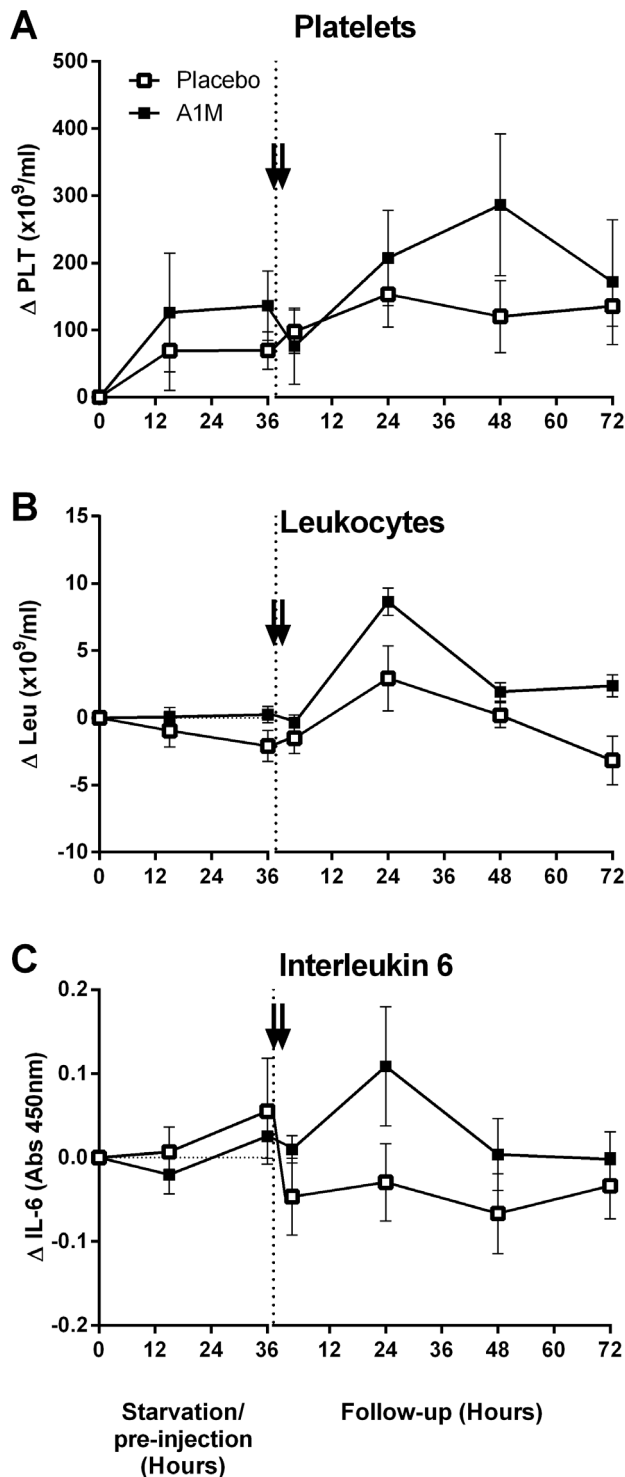 A
Platelets
500
400
300
200
100
0
Δ PLT (x10⁹/ml)
Placebo
A1M
0 12 24 36 12 24 36 48 60 72
B
Leukocytes
15
10
5
0
-5
-10
Δ Leu (x10⁹/ml)
0 12 24 36 12 24 36 48 60 72
C
Interleukin 6
0.2
0.1
0.0
-0.1
-0.2
Δ IL-6 (Abs 450nm)
0 12 24 36 12 24 36 48 60 72
Starvation/
pre-injection
(Hours)
Follow-up (Hours)